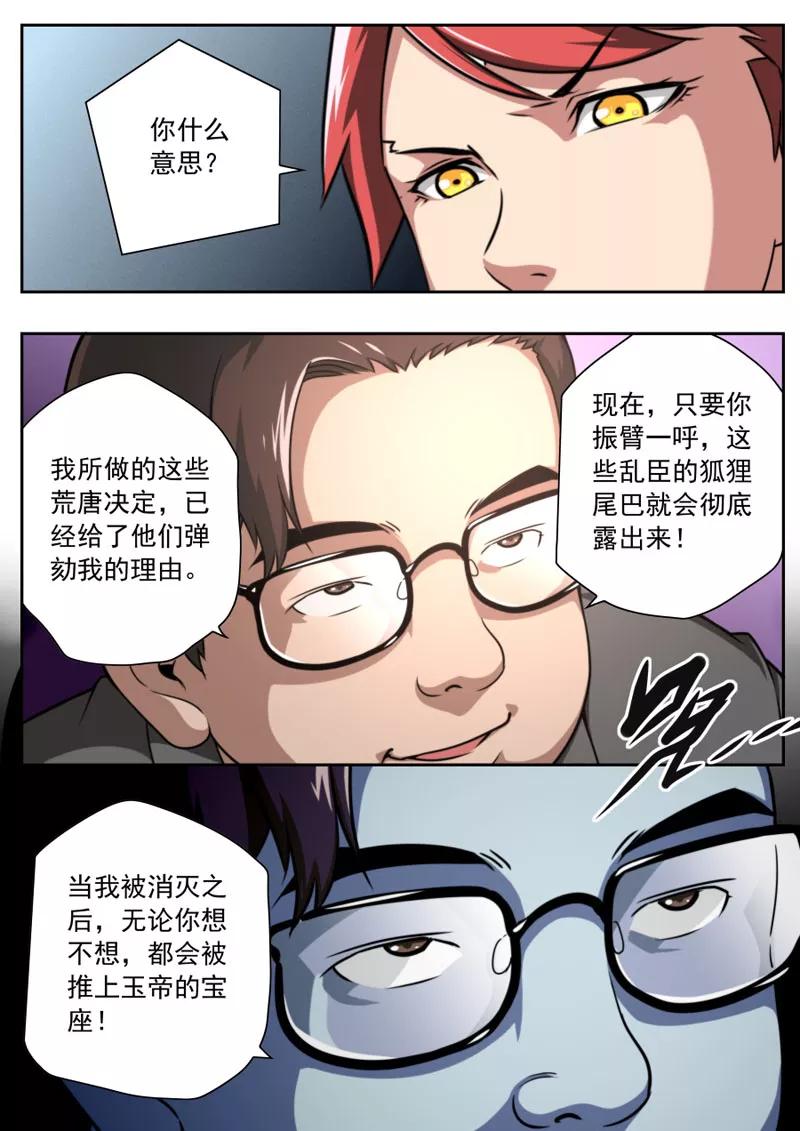 你什么
意思？
我所做的这些
荒唐决定，已
经给了他们弹
劾我的理由。
现在，只要你
振臂一呼，这
些乱臣的狐狸
尾巴就会彻底
露出来！
当我被消灭之
后，无论你想
不想，都会被
推上玉帝的宝
座！